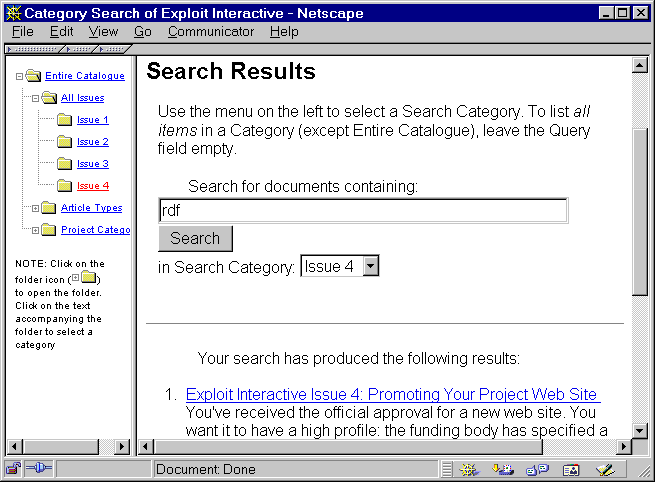 Category Search of Exploit Interactive - Netscape
File Edit View Go Communicator Help
Entire Catalogue
All Issues
Issue 1
Issue 2
Issue 3
Issue 4
Article Types
Project Catego
NOTE: Click on the
folder icon ( )
to open the folder.
Click on the text
accompanying the
folder to select a
category
Search Results
Use the menu on the left to select a Search Category. To list all
items in a Category (except Entire Catalogue), leave the Query
field empty.
Search for documents containing:
rdf
Search
in Search Category: Issue 4
Your search has produced the following results:
1. Exploit Interactive Issue 4: Promoting Your Project Web Site
You've received the official approval for a new web site. You
want it to have a high profile: the funding body has specified a
Document: Done